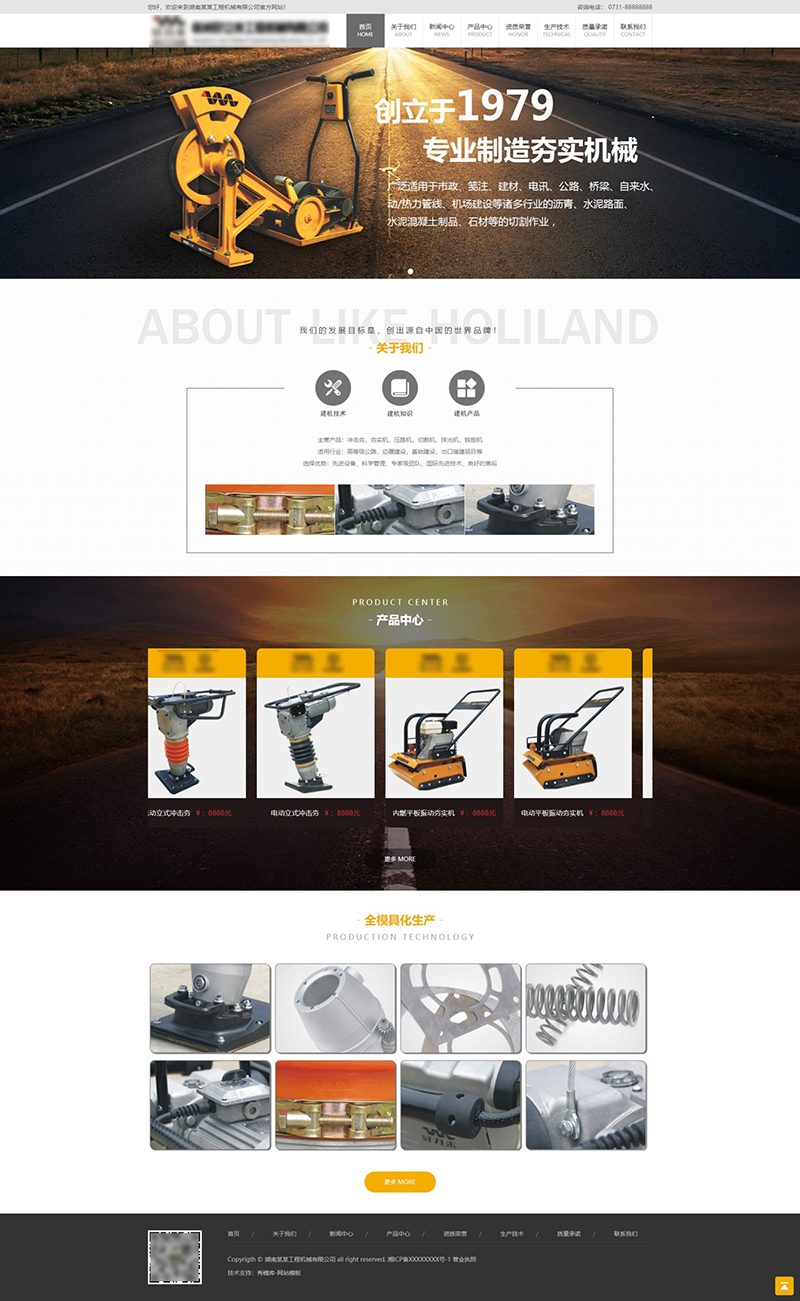 您好，欢迎来到湖南某某工程机械有限公司官方网站！
咨询电话： 0731-88888888
首页 关于我们 新闻中心 产品中心 资质荣誉 生产技术 质量承诺 联系我们
HOME ABOUT NEWS PRODUCT HONOR TECHNICAL QUALITY CONTACT
创立于1979
专业制造夯实机械
广泛适用于市政、笺注、建材、电讯、公路、桥梁、自来水、
动/热力管线、机场建设等诸多行业的沥青、水泥路面、
水泥混凝土制品、石材等的切割作业，
ABOUT LIKE HOLILAND
我们的发展目标是，创出源自中国的世界品牌！
- 关于我们 -
建机技术 建机知识 建机产品
主营产品：冲击夯、夯实机、压路机、切割机、抹光机、铣刨机
适用行业：高等级公路、边疆建设、基础建设、出口援建项目等
选择优势：先进设备、科学管理、专家级团队、国际先进技术、良好的售后
PRODUCT CENTER
- 产品中心 -
动立式冲击夯 ￥：8888元
电动立式冲击夯 ￥：8888元
内燃平板振动夯实机 ￥：8888元
电动平板振动夯实机 ￥：8888元
更多 MORE
- 全模具化生产 -
PRODUCTION TECHNOLOGY
更多 MORE
首页 / 关于我们 / 新闻中心 / 产品中心 / 资质荣誉 / 生产技术 / 质量承诺 / 联系我们
Copyrigth © 湖南某某工程机械有限公司 all right reserved. 湘ICP备XXXXXXXX号-1 营业执照
技术支持：秀模库-网站模板